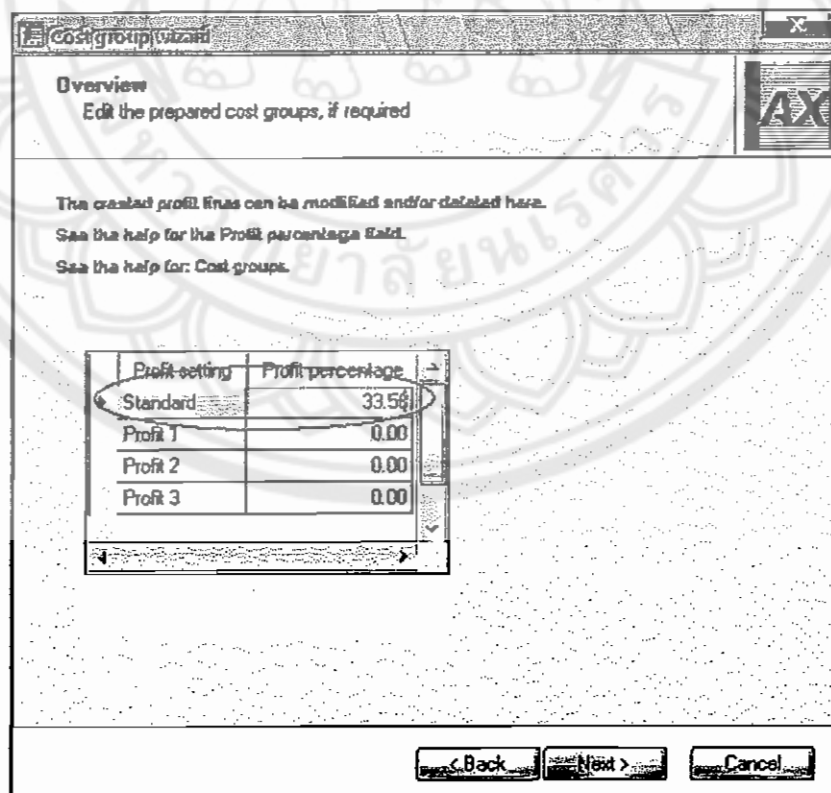 Cost group wizard
X
Overview
Edit the prepared cost groups, if required
AX
The created profit lines can be modified and/or deleted here.
See the help for the Profit percentage field.
See the help for: Cost groups.
Profit setting Profit percentage
Standard 33.58
Profit 1 0.00
Profit 2 0.00
Profit 3 0.00
< Back Next > Cancel